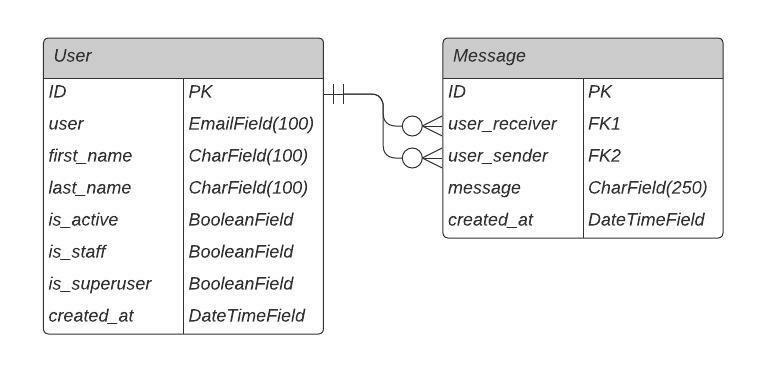 User
ID PK
user EmailField(100)
first_name CharField(100)
last_name CharField(100)
is_active BooleanField
is_staff BooleanField
is_superuser BooleanField
created_at DateTimeField
Message
ID PK
user_receiver FK1
user_sender FK2
message CharField(250)
created_at DateTimeField